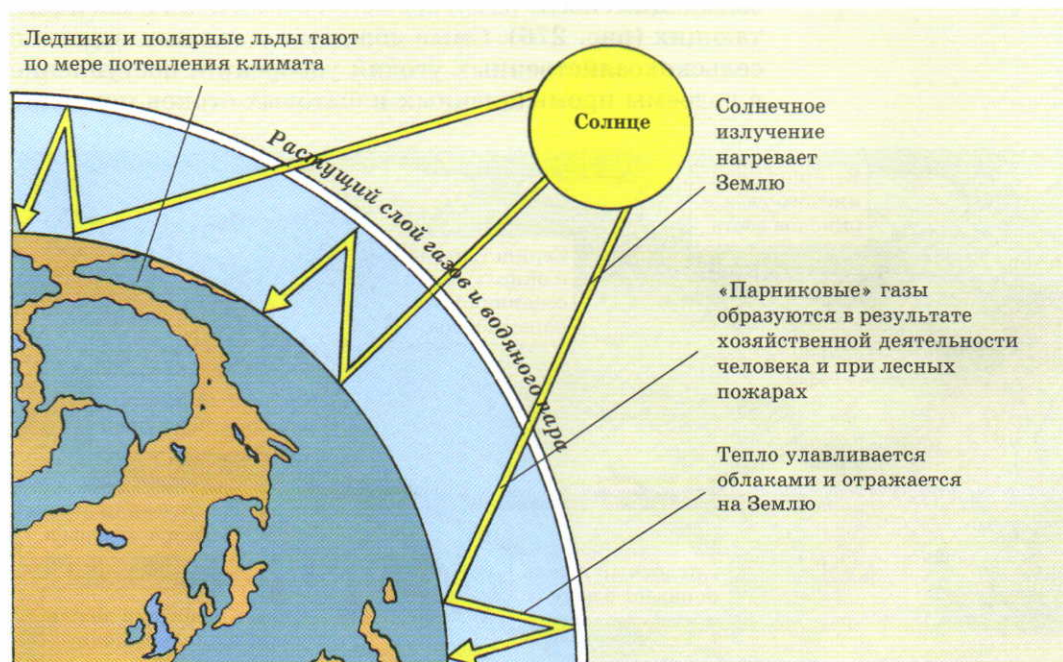 Ледники и полярные льды тают
по мере потепления климата
Солнце
Растущий слой газов и водяного пара
Солнечное
излучение
нагревает
Землю
«Парниковые» газы
образуются в результате
хозяйственной деятельности
человека и при лесных
пожарах
Тепло улавливается
облаками и отражается
на Землю